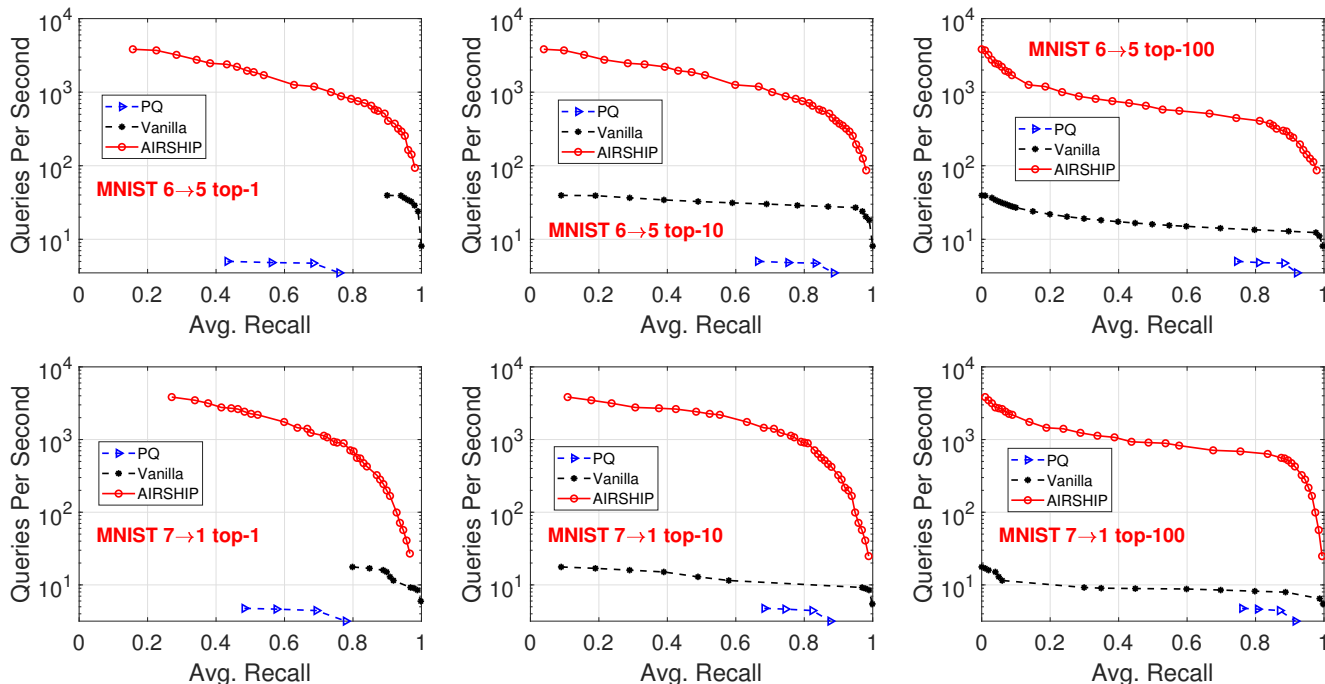 Queries Per Second
10^4
10^3
10^2
10^1
PQ
Vanilla
AIRSHIP
MNIST 6→5 top-1
0 0.2 0.4 0.6 0.8 1
Avg. Recall
Queries Per Second
10^4
10^3
10^2
10^1
PQ
Vanilla
AIRSHIP
MNIST 6→5 top-10
0 0.2 0.4 0.6 0.8 1
Avg. Recall
Queries Per Second
10^4
10^3
10^2
10^1
MNIST 6→5 top-100
PQ
Vanilla
AIRSHIP
0 0.2 0.4 0.6 0.8 1
Avg. Recall
Queries Per Second
10^4
10^3
10^2
10^1
PQ
Vanilla
AIRSHIP
MNIST 7→1 top-1
0 0.2 0.4 0.6 0.8 1
Avg. Recall
Queries Per Second
10^4
10^3
10^2
10^1
PQ
Vanilla
AIRSHIP
MNIST 7→1 top-10
0 0.2 0.4 0.6 0.8 1
Avg. Recall
Queries Per Second
10^4
10^3
10^2
10^1
PQ
Vanilla
AIRSHIP
MNIST 7→1 top-100
0 0.2 0.4 0.6 0.8 1
Avg. Recall